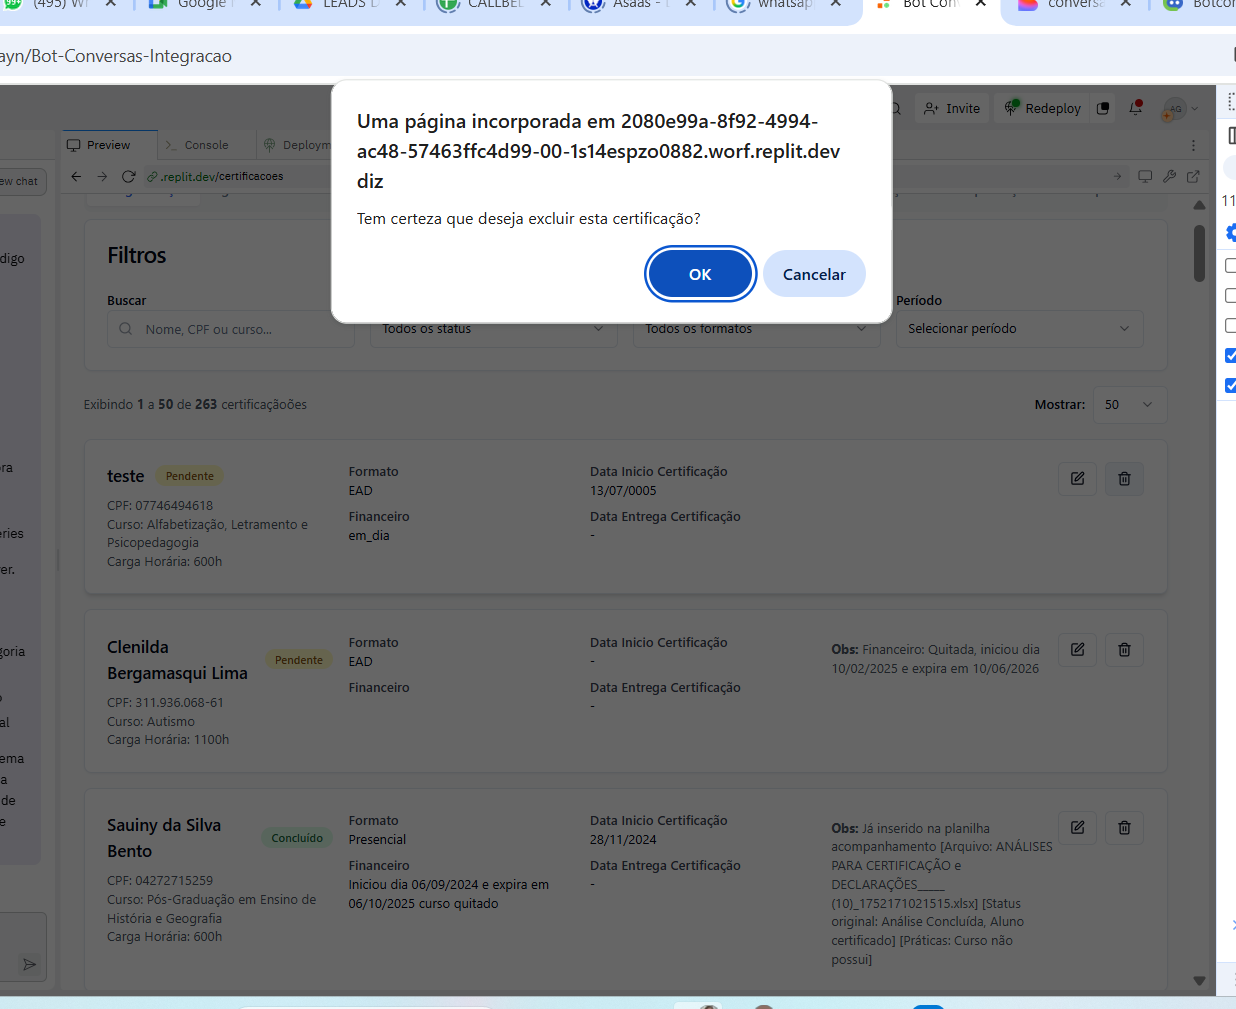 (495) W
Google
LEADS D
CALLBEL
Asaas -
whatsap
Bot Con
conversa
Botcon
ayn/Bot-Conversas-Integracao
Uma página incorporada em 2080e99a-8f92-4994-
ac48-57463ffc4d99-00-1s14espzo0882.worf.replit.dev
diz
Tem certeza que deseja excluir esta certificação?
OK
Cancelar
Invite
Redeploy
AG
Preview
Console
Deploym
ew chat
.replit.dev/certificacoes
11
digo
ora
eries
er.
goria
o
al
ema
a
de
e
Filtros
Buscar
Período
Nome, CPF ou curso...
Todos os status
Todos os formatos
Selecionar período
Exibindo 1 a 50 de 263 certificaçãoões
Mostrar:
50
teste
Pendente
CPF: 07746494618
Curso: Alfabetização, Letramento e
Psicopedagogia
Carga Horária: 600h
Formato
EAD
Financeiro
em_dia
Data Inicio Certificação
13/07/0005
Data Entrega Certificação
-
Clenilda
Bergamasqui Lima
Pendente
CPF: 311.936.068-61
Curso: Autismo
Carga Horária: 1100h
Formato
EAD
Financeiro
Data Inicio Certificação
-
Data Entrega Certificação
-
Obs: Financeiro: Quitada, iniciou dia
10/02/2025 e expira em 10/06/2026
Sauiny da Silva
Bento
Concluído
CPF: 04272715259
Curso: Pós-Graduação em Ensino de
História e Geografia
Carga Horária: 600h
Formato
Presencial
Financeiro
Iniciou dia 06/09/2024 e expira em
06/10/2025 curso quitado
Data Inicio Certificação
28/11/2024
Data Entrega Certificação
-
Obs: Já inserido na planilha
acompanhamento [Arquivo: ANÁLISES
PARA CERTIFICAÇÃO e
DECLARAÇÕES_____
(10)_1752171021515.xlsx] [Status
original: Análise Concluída, Aluno
certificado] [Práticas: Curso não
possui]